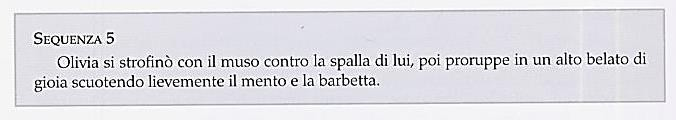 SEQUENZA 5
Olivia si strofinò con il muso contro la spalla di lui, poi proruppe in un alto belato di
gioia scuotendo lievemente il mento e la barbetta.